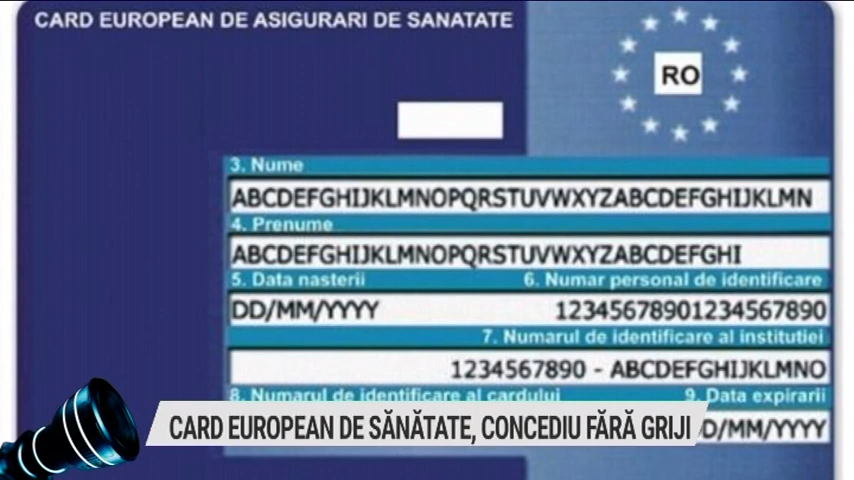 CARD EUROPEAN DE ASIGURARI DE SANATATE
RO
3. Nume
ABCDEFGHIJKLMNOPQRSTUVWXYZABCDEFGHIJKLMN
4. Prenume
ABCDEFGHIJKLMNOPQRSTUVWXYZABCDEFGHI
5. Data nasterii 6. Numar personal de identificare
DD/MM/YYYY 12345678901234567890
7. Numarul de identificare al institutiei
1234567890 - ABCDEFGHIJKLMNO
8. Numarul de identificare al cardului 9. Data expirarii
CARD EUROPEAN DE SĂNĂTATE, CONCEDIU FĂRĂ GRIJI
D/MM/YYYY